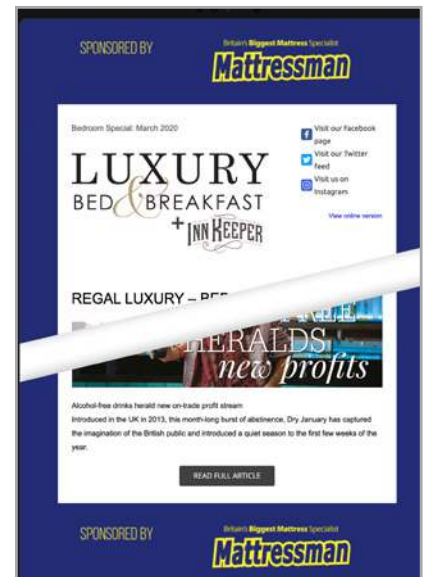 SPONSORED BY
Britain's Biggest Mattress Specialist
Mattressman
Bedroom Special: March 2020
Visit our Facebook
page
Visit our Twitter
feed
Visit us on
Instagram
View online version
LUXURY
BED & BREAKFAST
+ INN KEEPER
REGAL LUXURY –
HERALDS
new profits
Alcohol-free drinks herald new on-trade profit stream
Introduced in the UK in 2013, this month-long burst of abstinence, Dry January has captured
the imagination of the British public and introduced a quiet season to the first few weeks of the
year.
READ FULL ARTICLE
SPONSORED BY
Britain's Biggest Mattress Specialist
Mattressman